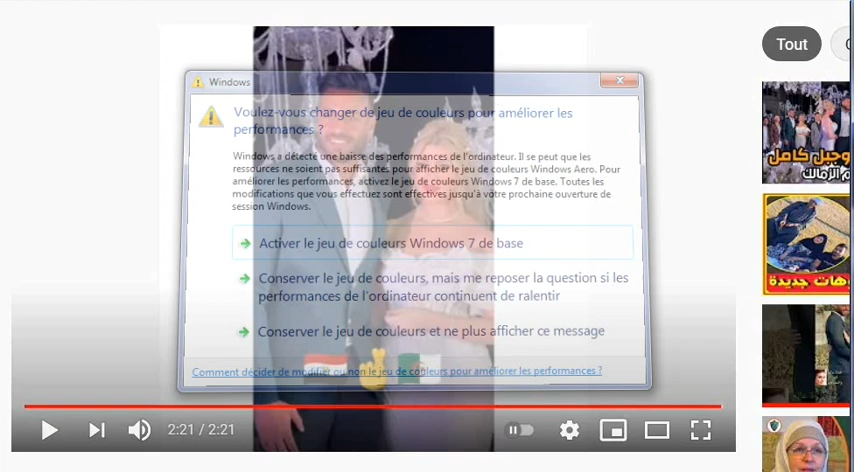 Tout
Windows
Voulez-vous changer de jeu de couleurs pour améliorer les
performances ?
Windows a détecté une baisse des performances de l'ordinateur. Il se peut que les
ressources ne soient pas suffisantes pour afficher le jeu de couleurs Windows Aero. Pour
améliorer les performances, activez le jeu de couleurs Windows 7 de base. Toutes les
modifications que vous effectuez sont effectives jusqu'à votre prochaine ouverture de
session Windows.
Activer le jeu de couleurs Windows 7 de base
Conserver le jeu de couleurs, mais me reposer la question si les
performances de l'ordinateur continuent de ralentir
Conserver le jeu de couleurs et ne plus afficher ce message
Comment décider de modifier ou non le jeu de couleurs pour améliorer les performances ?
2:21 / 2:21
وجبل كامل
م الزمالك
وهات جديدة